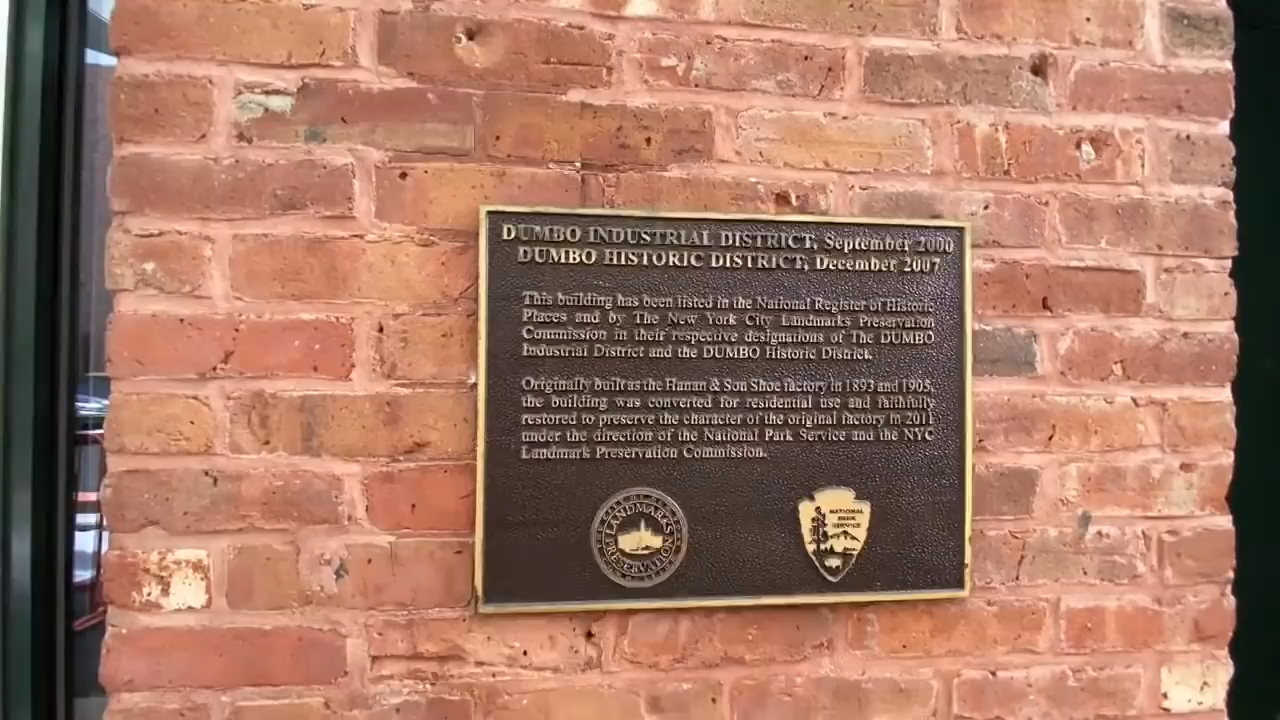 DUMBO INDUSTRIAL DISTRICT, September 2000
DUMBO HISTORIC DISTRICT, December 2007
This building has been listed in the National Register of Historic
Places and by The New York City Landmarks Preservation
Commission in their respective designations of The DUMBO
Industrial District and the DUMBO Historic District.
Originally built as the Hanan & Son Shoe factory in 1893 and 1905,
the building was converted for residential use and faithfully
restored to preserve the character of the original factory in 2011
under the direction of the National Park Service and the NYC
Landmark Preservation Commission.
LANDMARKS
PRESERVATION
NATIONAL
PARK
SERVICE